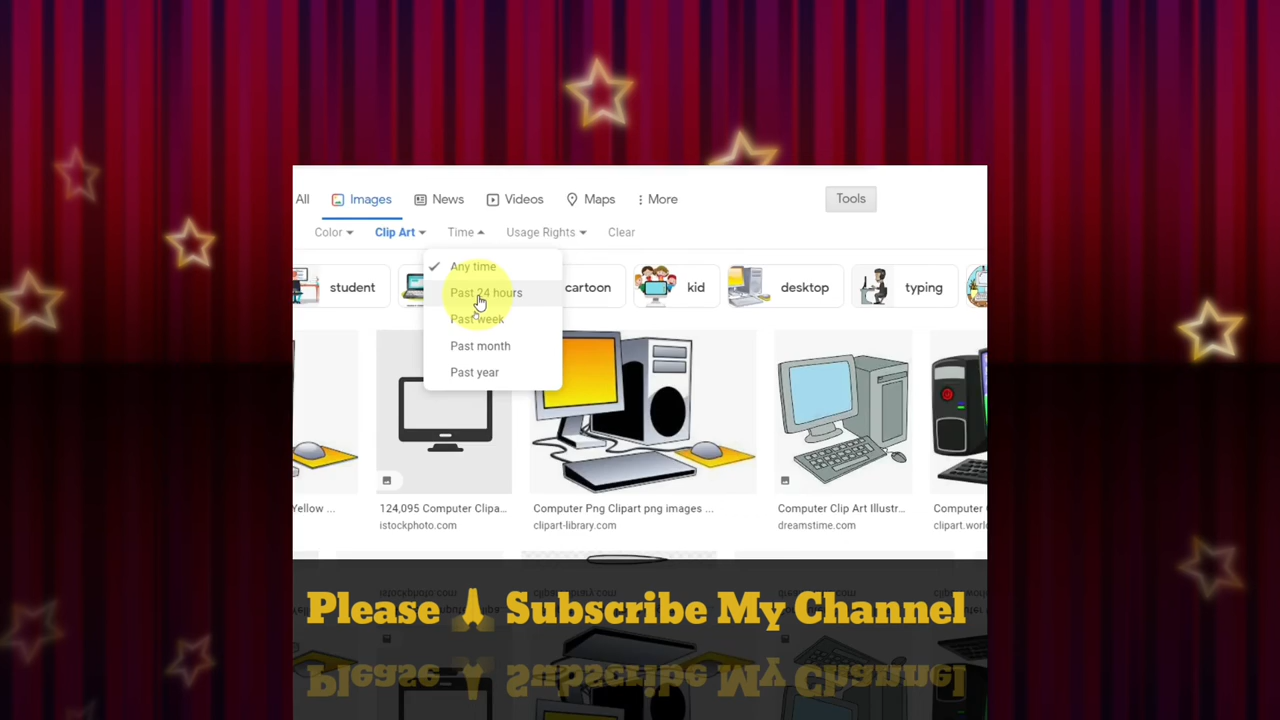 All Images News Videos Maps More Tools
Color Clip Art Time Usage Rights Clear
Any time
Past 24 hours
Past week
Past month
Past year
student cartoon kid desktop typing
Yellow ... 124,095 Computer Clipa... Computer Png Clipart png images ... Computer Clip Art Illustr... Computer
istockphoto.com clipart-library.com dreamstime.com clipart.world
Please 🙏 Subscribe My Channel